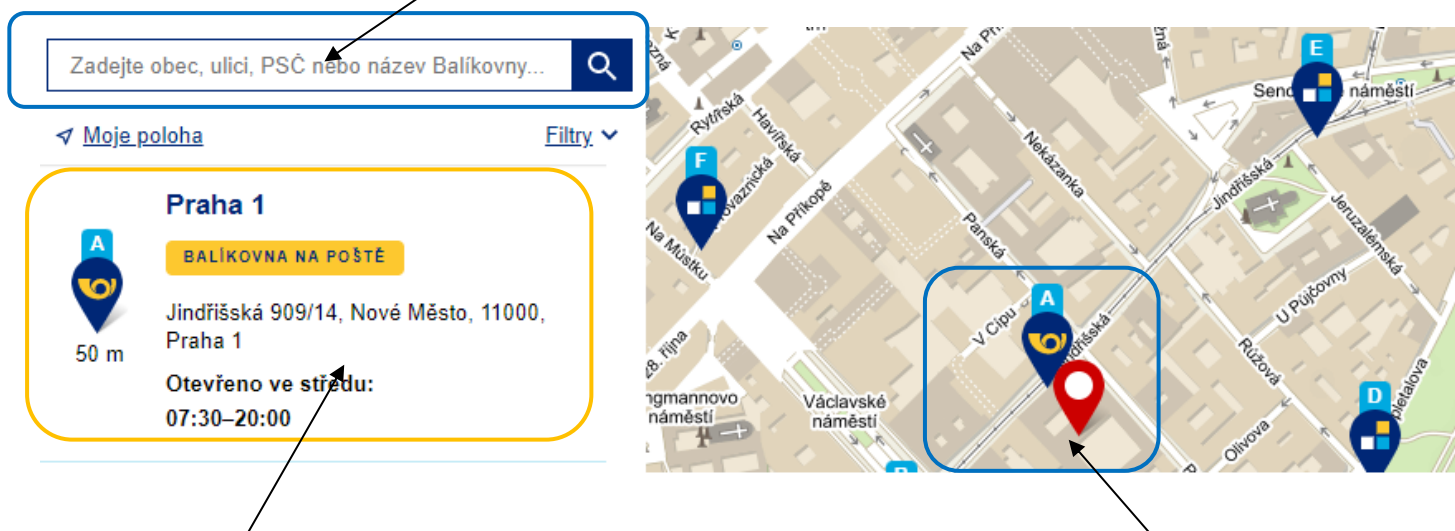 Zadejte obec, ulici, PSČ nebo název Balíkovny...
Moje poloha
Filtry
Praha 1
A
BALÍKOVNA NA POŠTĚ
Jindřišská 909/14, Nové Město, 11000,
Praha 1
50 m
Otevřeno ve středu:
07:30–20:00
Na Př
E
náměstí
Rytířská
Havířská
Nekázanka
F
Jindřišská
Na Příkopě
Jeruzalémská
Na Můstku
Panská
U Půjčovny
A
V Cípu
28. října
Růžová
Václavské
náměstí
náměstí
D
Olivova